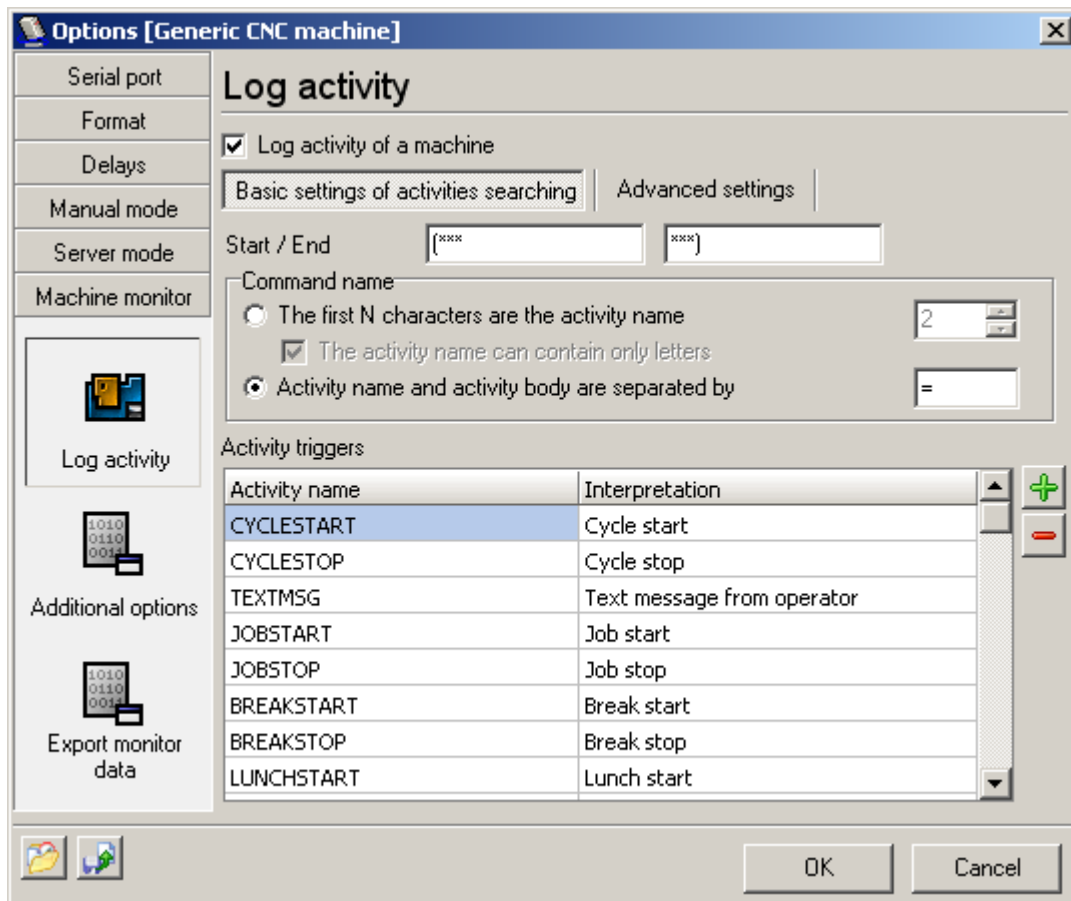 Options [Generic CNC machine]
Serial port
Format
Delays
Manual mode
Server mode
Machine monitor
Log activity
Additional options
Export monitor
data
Log activity
Log activity of a machine
Basic settings of activities searching
Advanced settings
Start / End
(***
***)
Command name
The first N characters are the activity name
2
The activity name can contain only letters
Activity name and activity body are separated by
=
Activity triggers
Activity name Interpretation
CYCLESTART Cycle start
CYCLESTOP Cycle stop
TEXTMSG Text message from operator
JOBSTART Job start
JOBSTOP Job stop
BREAKSTART Break start
BREAKSTOP Break stop
LUNCHSTART Lunch start
OK
Cancel